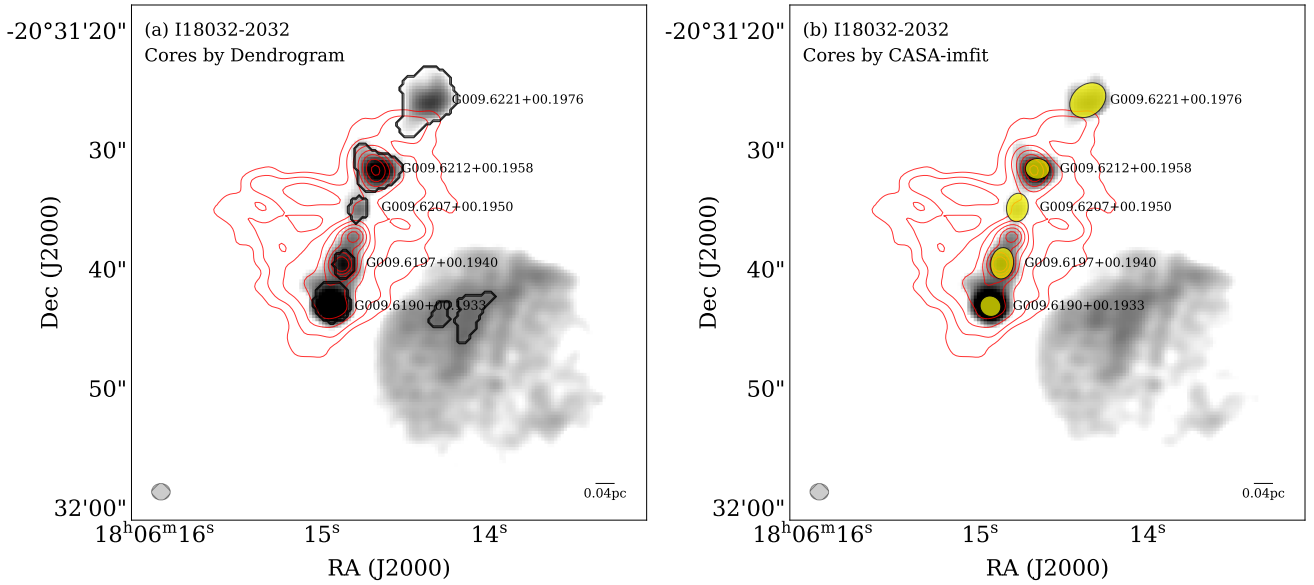 (a) I18032-2032
Cores by Dendrogram
-20°31'20"
30"
40"
50"
32'00"
Dec (J2000)
G009.6221+00.1976
G009.6212+00.1958
G009.6207+00.1950
G009.6197+00.1940
G009.6190+00.1933
0.04pc
18ʰ06ᵐ16ˢ
15ˢ
14ˢ
RA (J2000)
(b) I18032-2032
Cores by CASA-imfit
-20°31'20"
30"
40"
50"
32'00"
Dec (J2000)
G009.6221+00.1976
G009.6212+00.1958
G009.6207+00.1950
G009.6197+00.1940
G009.6190+00.1933
0.04pc
18ʰ06ᵐ16ˢ
15ˢ
14ˢ
RA (J2000)